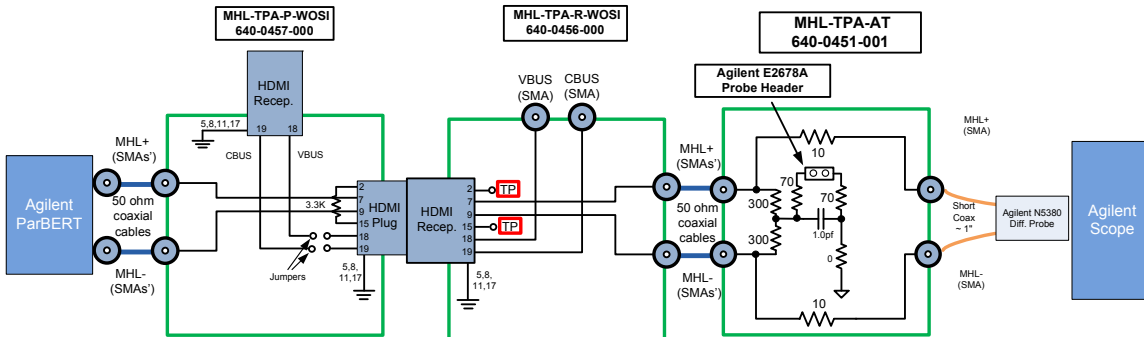 MHL-TPA-P-WOSI
640-0457-000
MHL-TPA-R-WOSI
640-0456-000
MHL-TPA-AT
640-0451-001
HDMI
Recep.
19
18
5,8,11,17
CBUS
VBUS
VBUS
(SMA)
CBUS
(SMA)
Agilent E2678A
Probe Header
Agilent
ParBERT
MHL+
(SMAs')
50 ohm
coaxial
cables
MHL-
(SMAs')
3.3K
2
7
9
15
18
19
HDMI
Plug
Jumpers
5,8,
11,17
HDMI
Recep.
2
7
9
15
18
19
TP
TP
5,8,
11,17
MHL+
(SMAs')
50 ohm
coaxial
cables
MHL-
(SMAs')
10
70
70
300
300
1.0pf
0
10
MHL+
(SMA)
Short
Coax
~ 1"
MHL-
(SMA)
Agilent N5380
Diff. Probe
Agilent
Scope